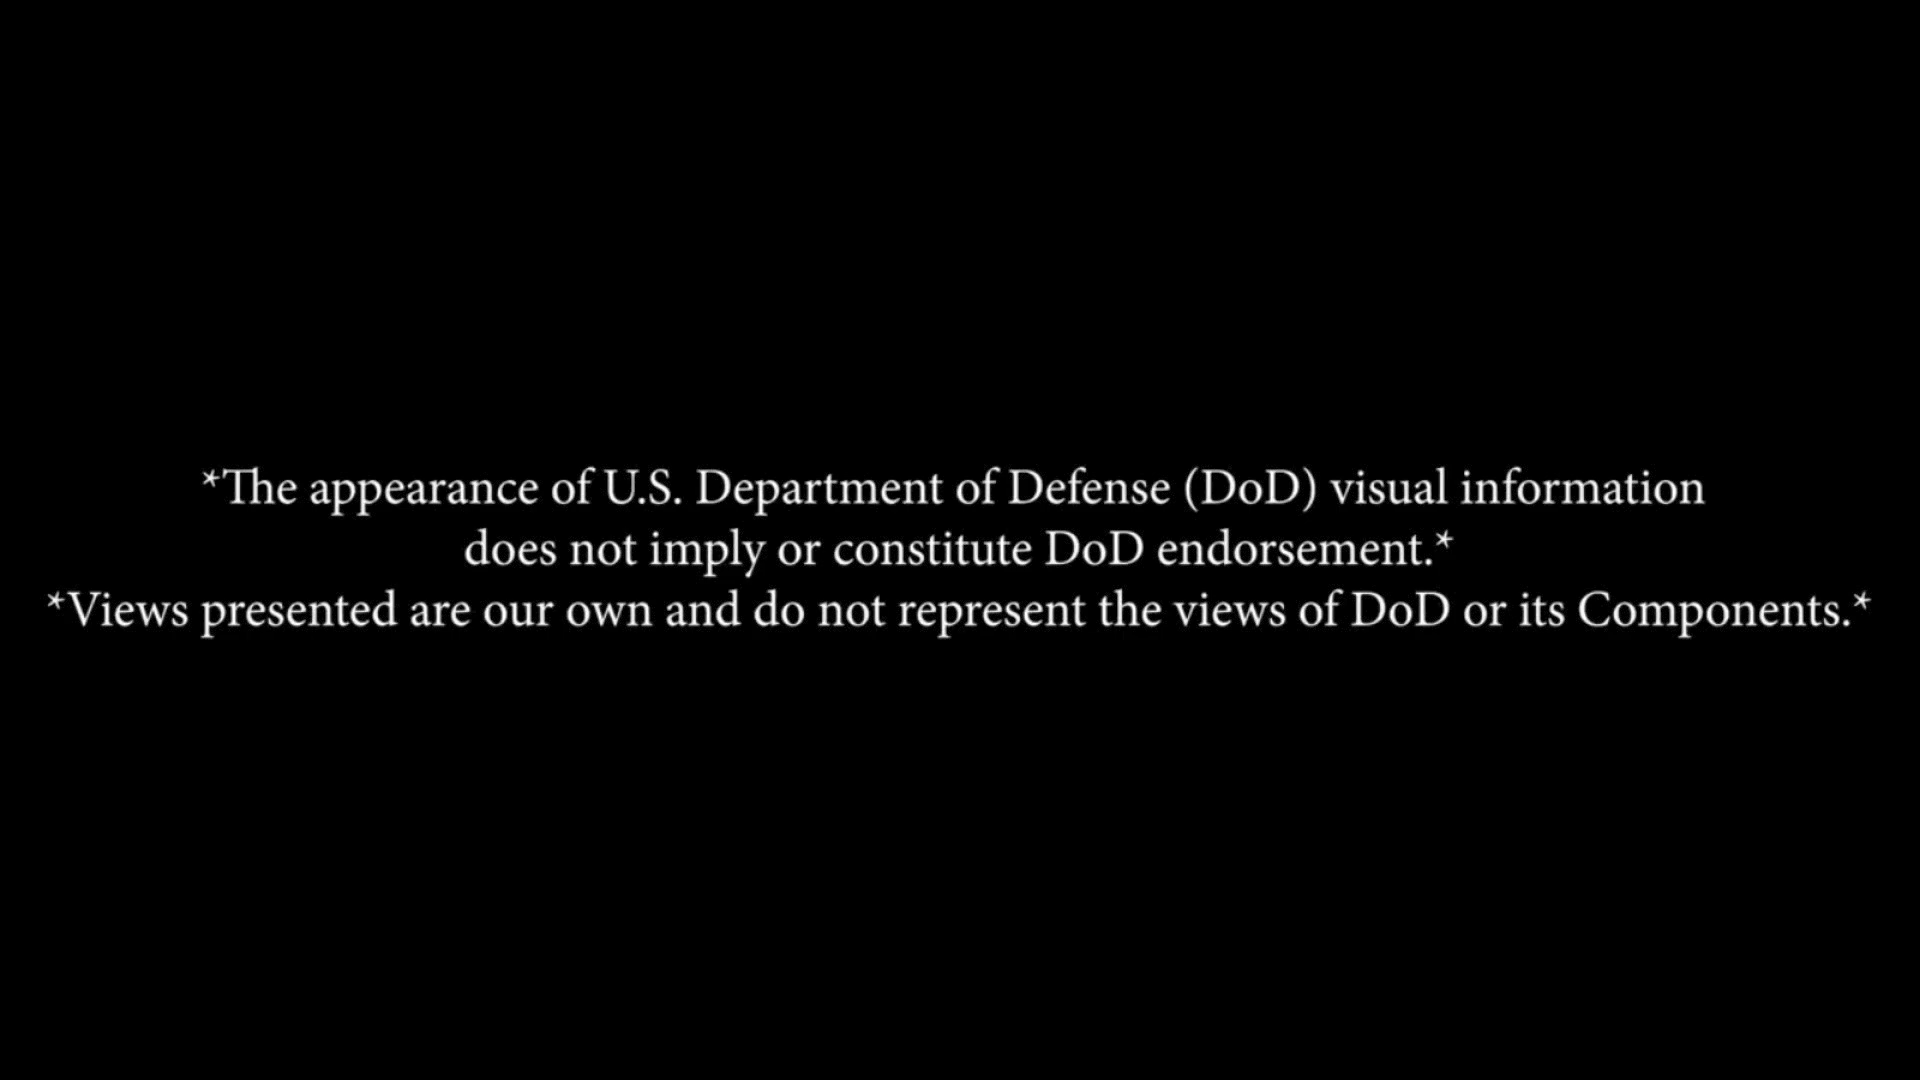 *The appearance of U.S. Department of Defense (DoD) visual information
does not imply or constitute DoD endorsement.*
*Views presented are our own and do not represent the views of DoD or its Components.*